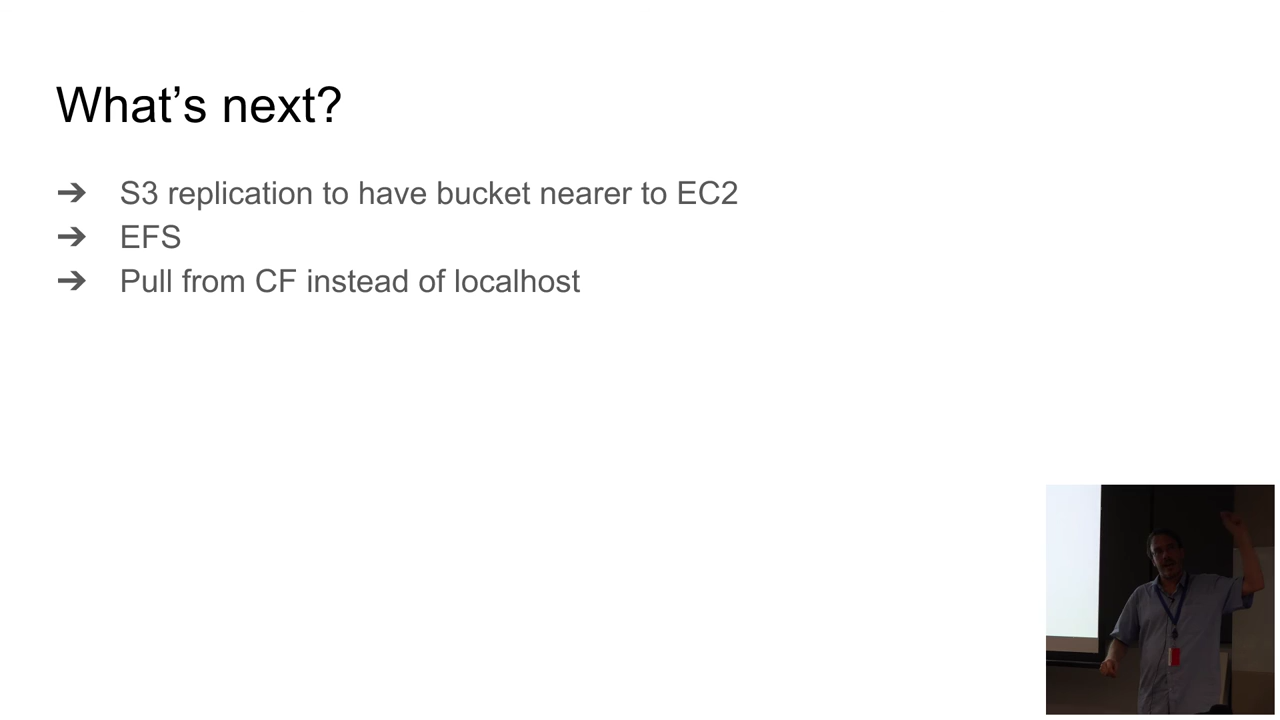 What’s next?
➔ S3 replication to have bucket nearer to EC2
➔ EFS
➔ Pull from CF instead of localhost